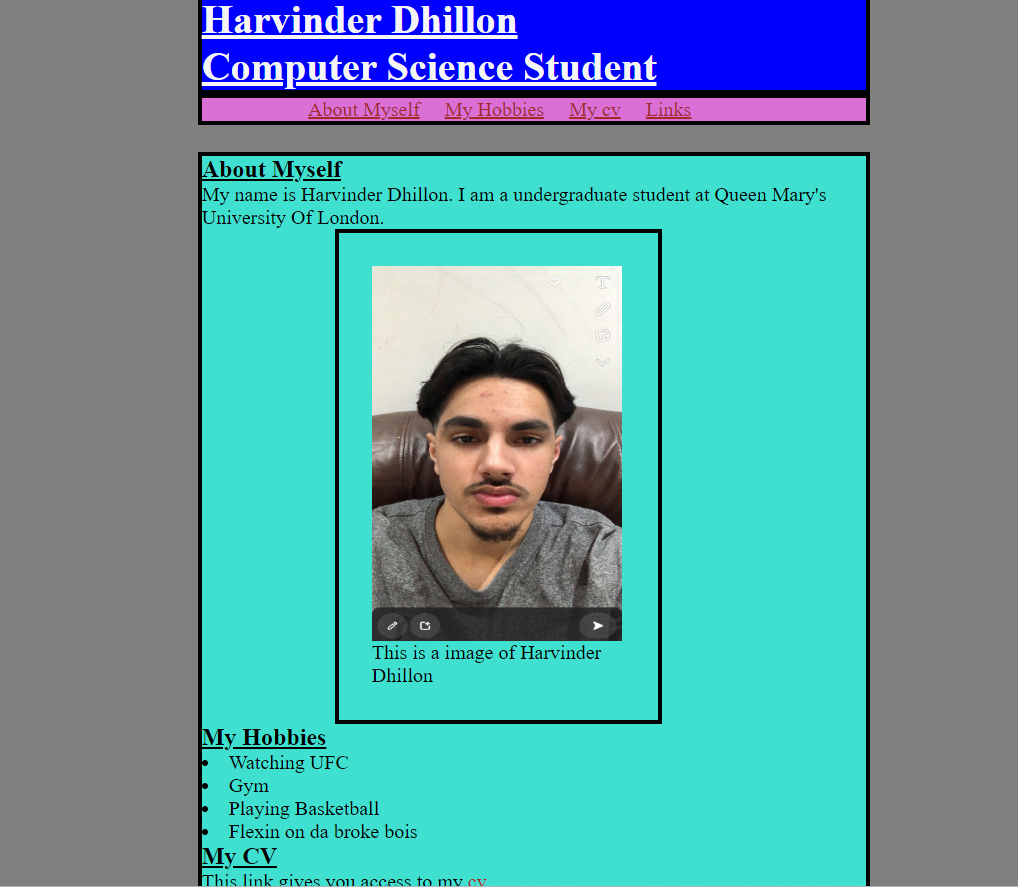 Harvinder Dhillon
Computer Science Student
About Myself My Hobbies My cv Links
About Myself
My name is Harvinder Dhillon. I am a undergraduate student at Queen Mary's
University Of London.
This is a image of Harvinder
Dhillon
My Hobbies
• Watching UFC
• Gym
• Playing Basketball
• Flexin on da broke bois
My CV
This link gives you access to my cv